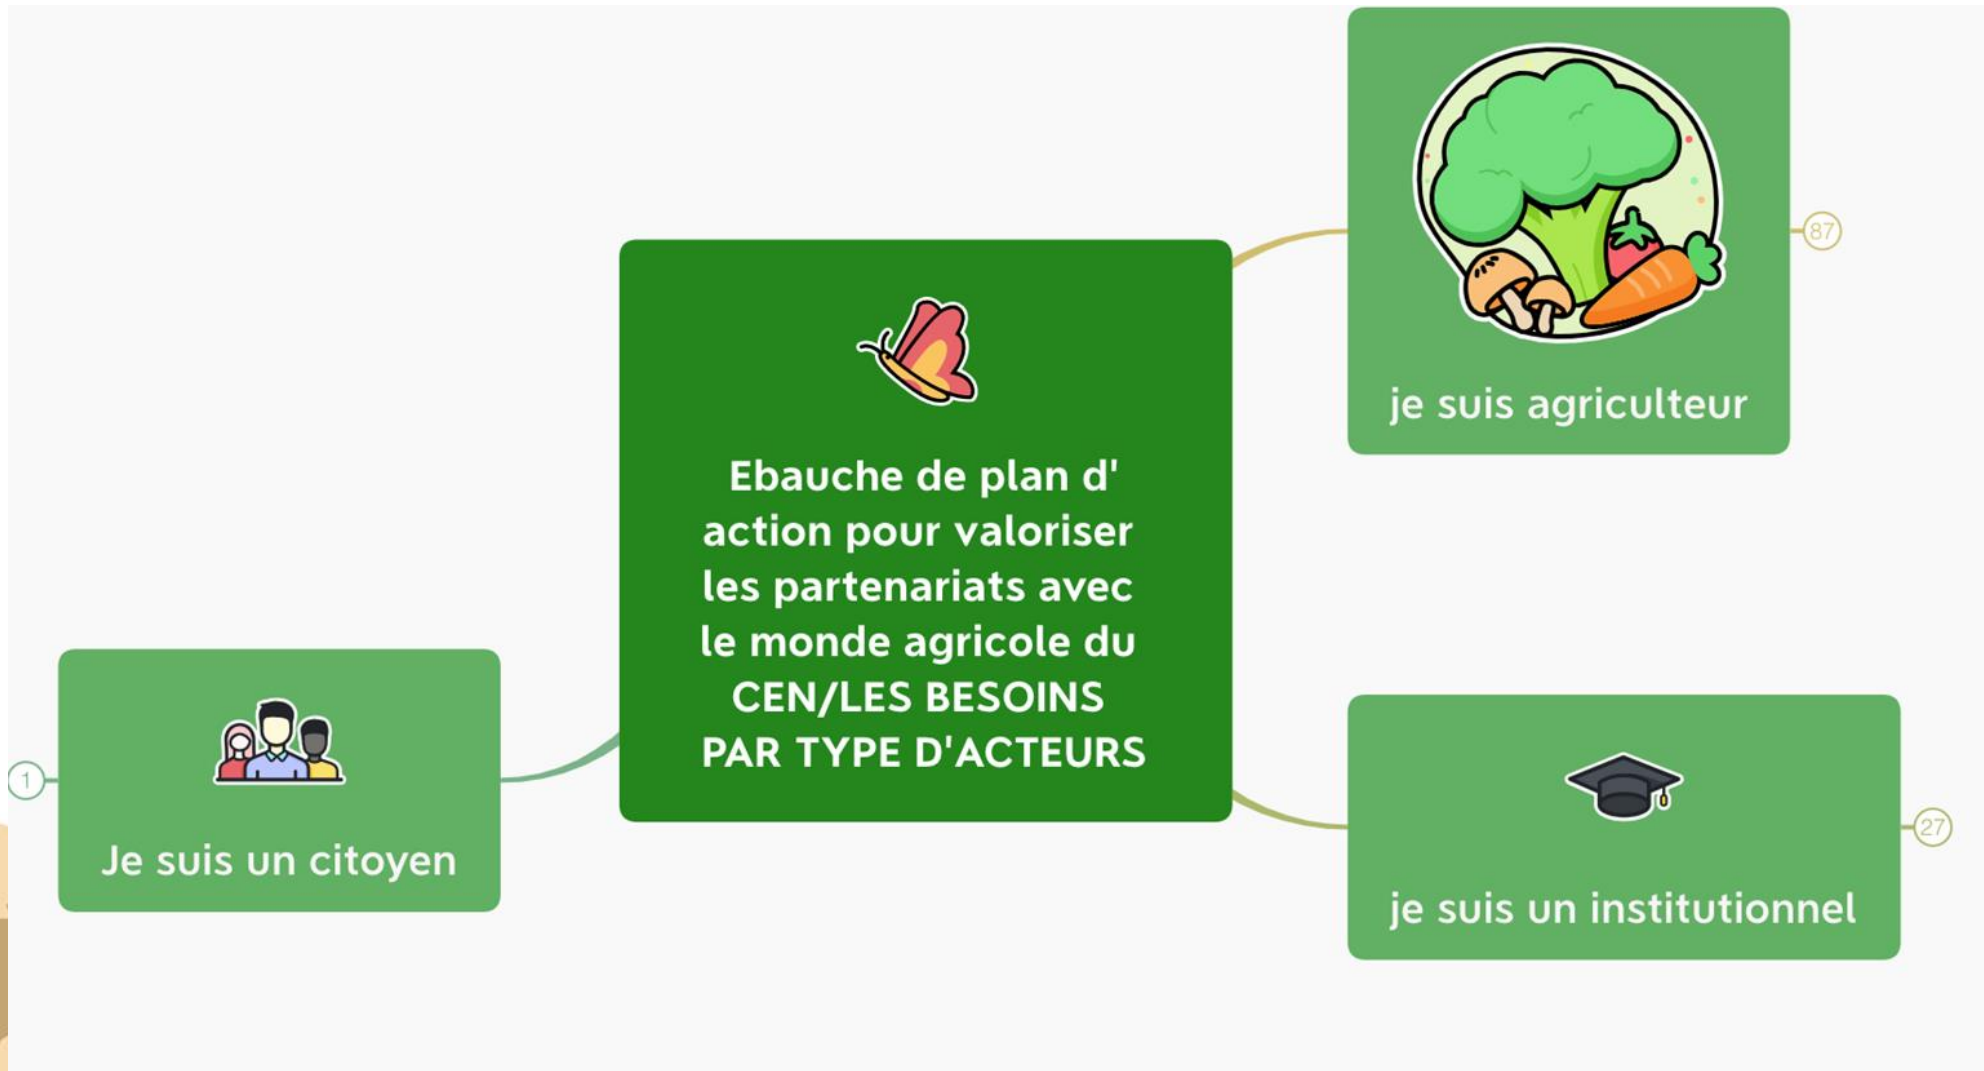 je suis agriculteur
87
Ebauche de plan d'
action pour valoriser
les partenariats avec
le monde agricole du
CEN/LES BESOINS
PAR TYPE D'ACTEURS
1
Je suis un citoyen
27
je suis un institutionnel